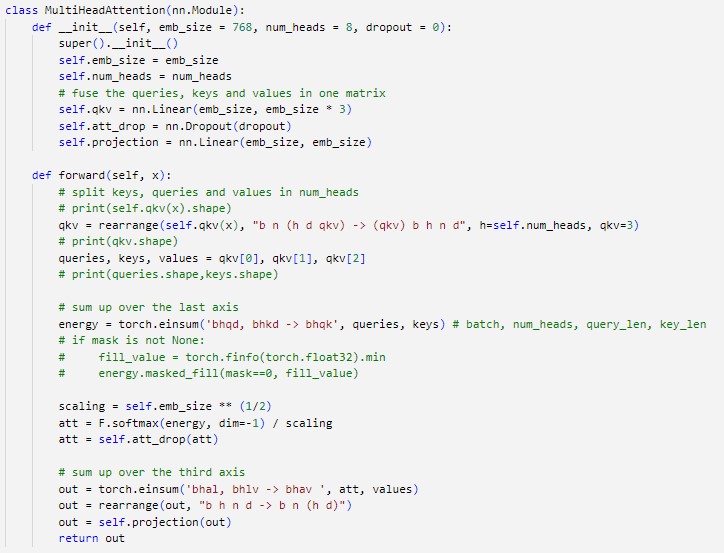 class MultiHeadAttention(nn.Module):
    def __init__(self, emb_size = 768, num_heads = 8, dropout = 0):
        super().__init__()
        self.emb_size = emb_size
        self.num_heads = num_heads
        # fuse the queries, keys and values in one matrix
        self.qkv = nn.Linear(emb_size, emb_size * 3)
        self.att_drop = nn.Dropout(dropout)
        self.projection = nn.Linear(emb_size, emb_size)

    def forward(self, x):
        # split keys, queries and values in num_heads
        # print(self.qkv(x).shape)
        qkv = rearrange(self.qkv(x), "b n (h d qkv) -> (qkv) b h n d", h=self.num_heads, qkv=3)
        # print(qkv.shape)
        queries, keys, values = qkv[0], qkv[1], qkv[2]
        # print(queries.shape,keys.shape)

        # sum up over the last axis
        energy = torch.einsum('bhqd, bhkd -> bhqk', queries, keys) # batch, num_heads, query_len, key_len
        # if mask is not None:
        #     fill_value = torch.finfo(torch.float32).min
        #     energy.masked_fill(mask==0, fill_value)

        scaling = self.emb_size ** (1/2)
        att = F.softmax(energy, dim=-1) / scaling
        att = self.att_drop(att)

        # sum up over the third axis
        out = torch.einsum('bhal, bhlv -> bhav ', att, values)
        out = rearrange(out, "b h n d -> b n (h d)")
        out = self.projection(out)
        return out